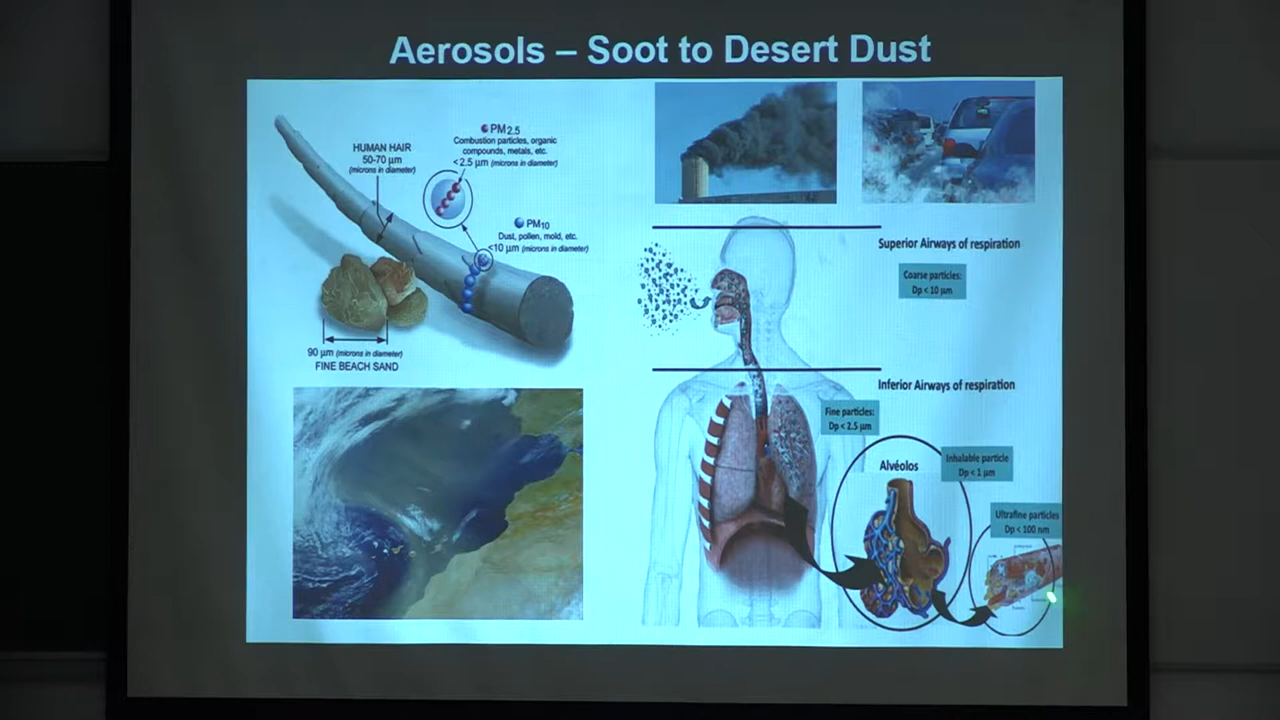 Aerosols – Soot to Desert Dust
HUMAN HAIR
50-70 μm
(microns in diameter)
PM2.5
Combustion particles, organic
compounds, metals, etc.
<2.5 μm (microns in diameter)
PM10
Dust, pollen, mold, etc.
<10 μm (microns in diameter)
90 μm (microns in diameter)
FINE BEACH SAND
Superior Airways of respiration
Coarse particles:
Dp < 10 μm
Inferior Airways of respiration
Fine particles:
Dp < 2.5 μm
Alvéolos
Inhalable particle
Dp < 1 μm
Ultrafine particles
Dp < 100 nm